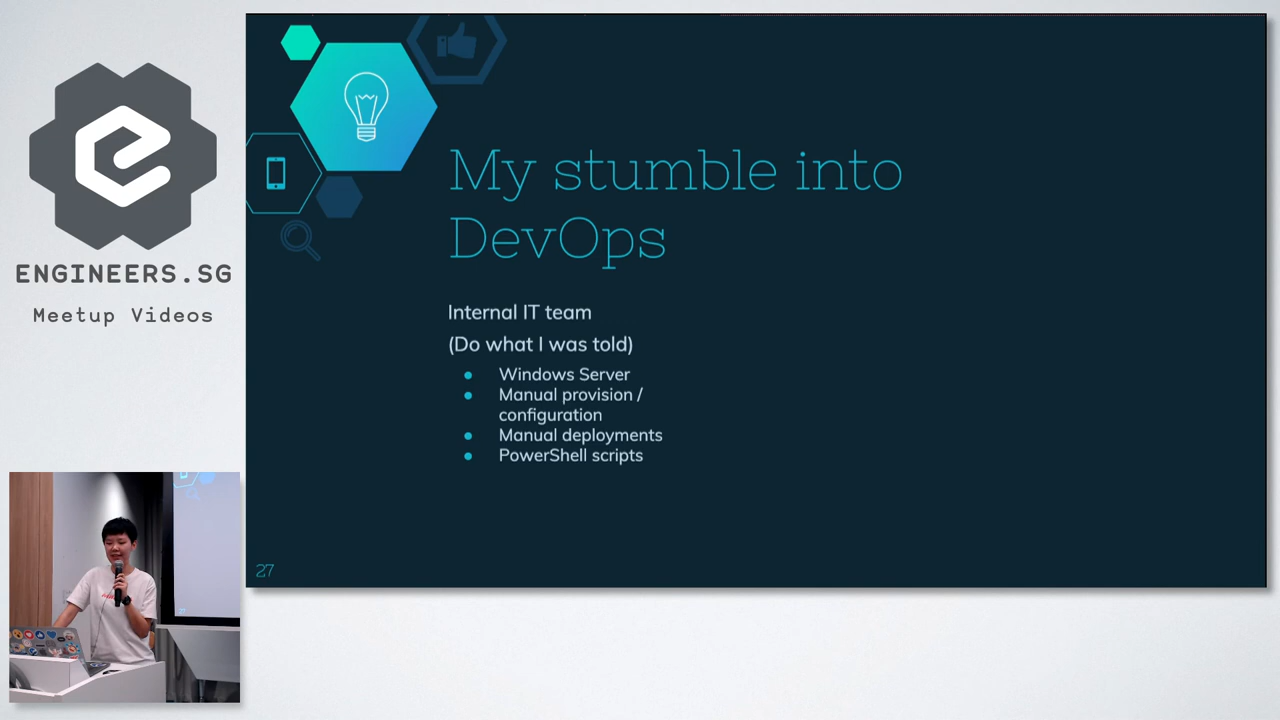 ENGINEERS.SG
Meetup Videos
My stumble into
DevOps
Internal IT team
(Do what I was told)
● Windows Server
● Manual provision /
configuration
● Manual deployments
● PowerShell scripts
27